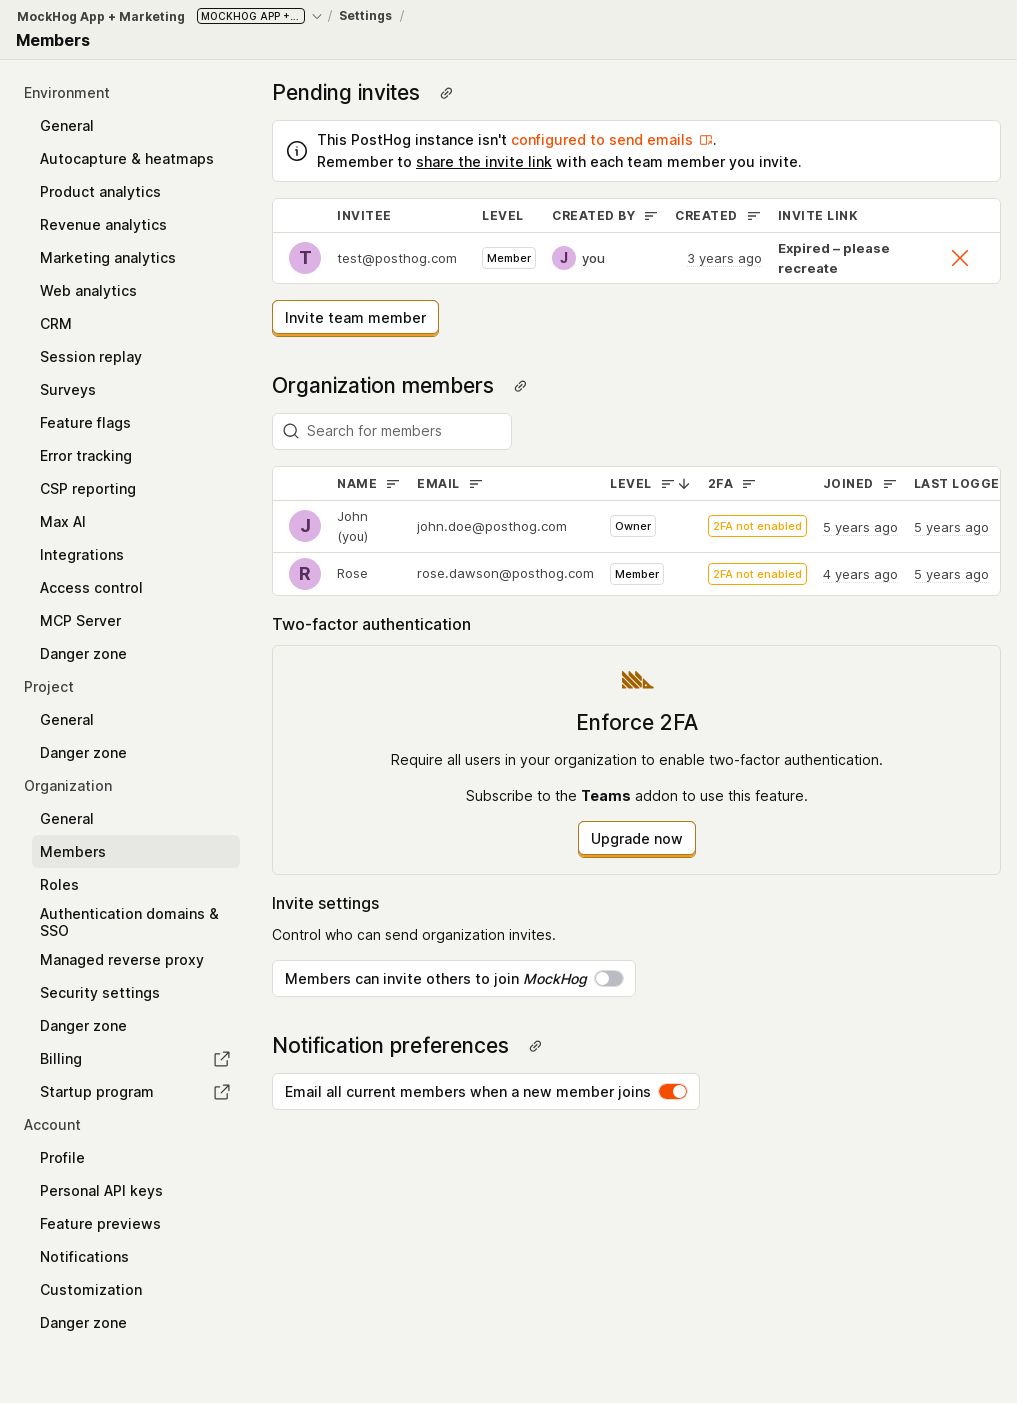 MockHog App + Marketing MOCKHOG APP +... / Settings /
Members
Environment
General
Autocapture & heatmaps
Product analytics
Revenue analytics
Marketing analytics
Web analytics
CRM
Session replay
Surveys
Feature flags
Error tracking
CSP reporting
Max AI
Integrations
Access control
MCP Server
Danger zone
Project
General
Danger zone
Organization
General
Members
Roles
Authentication domains &
SSO
Managed reverse proxy
Security settings
Danger zone
Billing
Startup program
Account
Profile
Personal API keys
Feature previews
Notifications
Customization
Danger zone
Pending invites
This PostHog instance isn't configured to send emails.
Remember to share the invite link with each team member you invite.
INVITEE LEVEL CREATED BY CREATED INVITE LINK
T test@posthog.com Member J you 3 years ago Expired – please
recreate
Invite team member
Organization members
Search for members
NAME EMAIL LEVEL 2FA JOINED LAST LOGGE
J John
(you) john.doe@posthog.com Owner 2FA not enabled 5 years ago 5 years ago
R Rose rose.dawson@posthog.com Member 2FA not enabled 4 years ago 5 years ago
Two-factor authentication
Enforce 2FA
Require all users in your organization to enable two-factor authentication.
Subscribe to the Teams addon to use this feature.
Upgrade now
Invite settings
Control who can send organization invites.
Members can invite others to join MockHog
Notification preferences
Email all current members when a new member joins